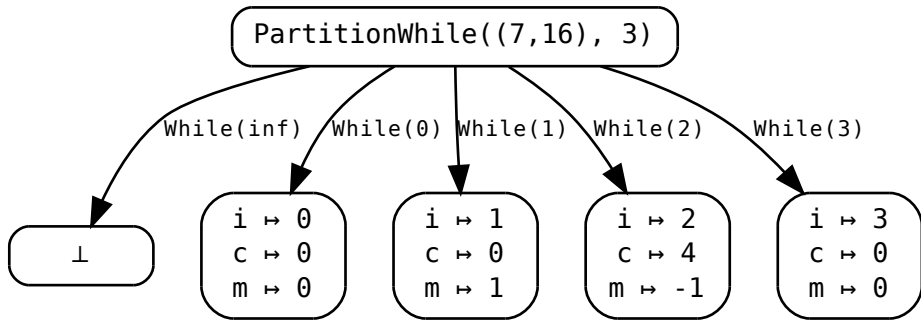 PartitionWhile((7,16), 3)
While(inf)
While(0)
While(1)
While(2)
While(3)
⊥
i ↦ 0
c ↦ 0
m ↦ 0
i ↦ 1
c ↦ 0
m ↦ 1
i ↦ 2
c ↦ 4
m ↦ -1
i ↦ 3
c ↦ 0
m ↦ 0